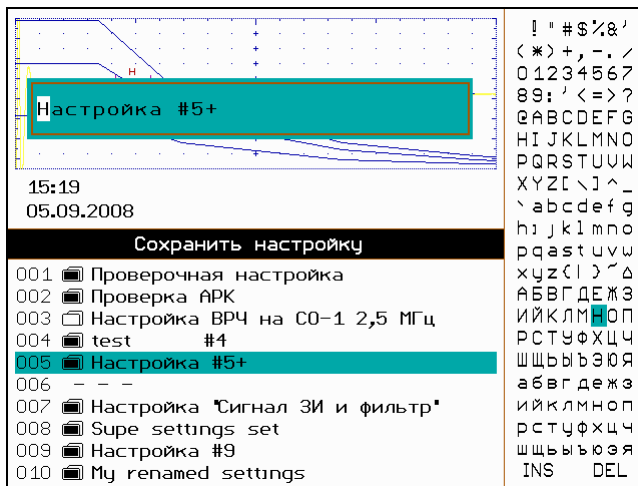 Н
Настройка #5+
15:19
05.09.2008
Сохранить настройку
001 Проверочная настройка
002 Проверка АРК
003 Настройка ВРЧ на СО-1 2,5 МГц
004 test #4
005 Настройка #5+
006 - - -
007 Настройка "Сигнал ЗИ и фильтр"
008 Supe settings set
009 Настройка #9
010 My renamed settings
! " # $ % & '
( * ) + , - . /
0 1 2 3 4 5 6 7
8 9 : ' < = > ?
@ A B C D E F G
H I J K L M N O
P Q R S T U V W
X Y Z [ \ ] ^ _
` a b c d e f g
h i j k l m n o
p q a s t u v w
x y z { | } ~ △
А Б В Г Д Е Ж З
И Й К Л М Н О П
Р С Т У Ф Х Ц Ч
Ш Щ Ь Ы Ъ Э Ю Я
а б в г д е ж з
и й к л м н о п
р с т у ф х ц ч
ш щ ь ы ъ ю э я
INS DEL